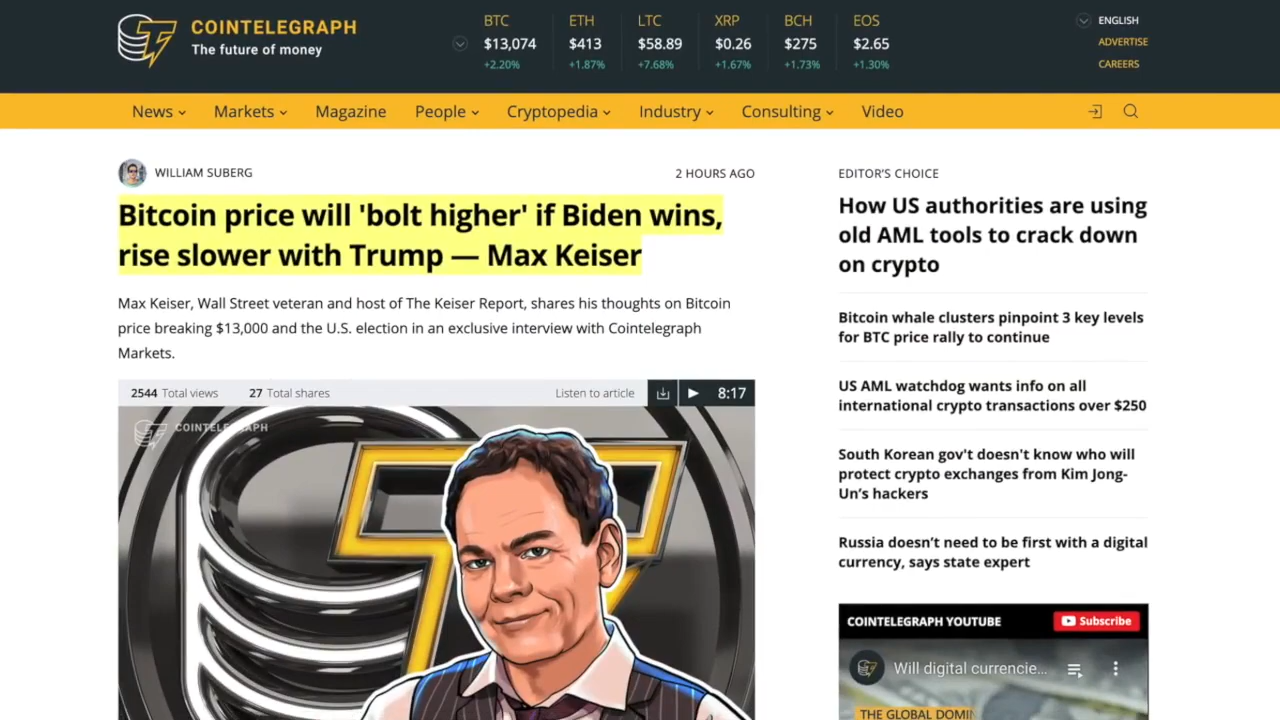 COINTELEGRAPH
The future of money
BTC ETH LTC XRP BCH EOS
$13,074 $413 $58.89 $0.26 $275 $2.65
+2.20% +1.87% +7.68% +1.67% +1.73% +1.30%
ENGLISH
ADVERTISE
CAREERS
News Markets Magazine People Cryptopedia Industry Consulting Video
WILLIAM SUBERG
2 HOURS AGO
Bitcoin price will 'bolt higher' if Biden wins,
rise slower with Trump — Max Keiser
Max Keiser, Wall Street veteran and host of The Keiser Report, shares his thoughts on Bitcoin
price breaking $13,000 and the U.S. election in an exclusive interview with Cointelegraph
Markets.
2544 Total views 27 Total shares Listen to article 8:17
COINTELEGRAPH
EDITOR'S CHOICE
How US authorities are using
old AML tools to crack down
on crypto
Bitcoin whale clusters pinpoint 3 key levels
for BTC price rally to continue
US AML watchdog wants info on all
international crypto transactions over $250
South Korean gov't doesn't know who will
protect crypto exchanges from Kim Jong-
Un's hackers
Russia doesn’t need to be first with a digital
currency, says state expert
COINTELEGRAPH YOUTUBE Subscribe
Will digital currencie...
THE GLOBAL DOMIN